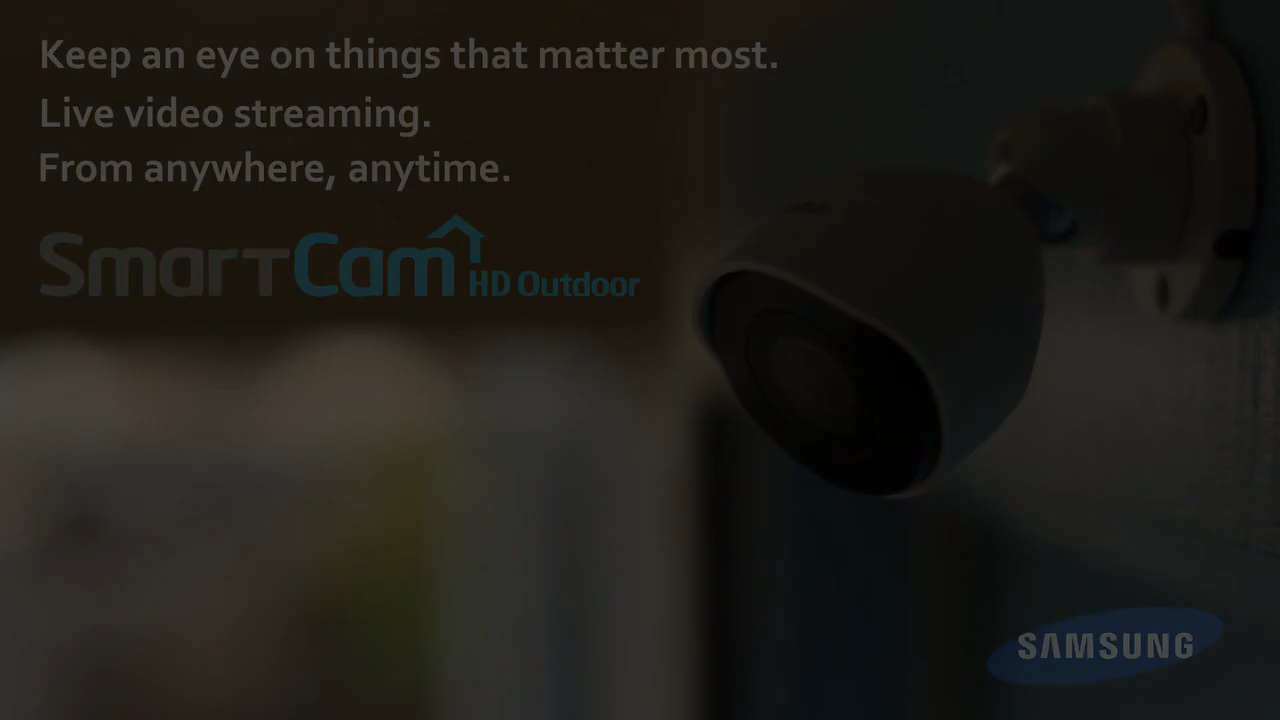 Keep an eye on things that matter most.
Live video streaming.
From anywhere, anytime.
SmarTCam HD Outdoor
SAMSUNG